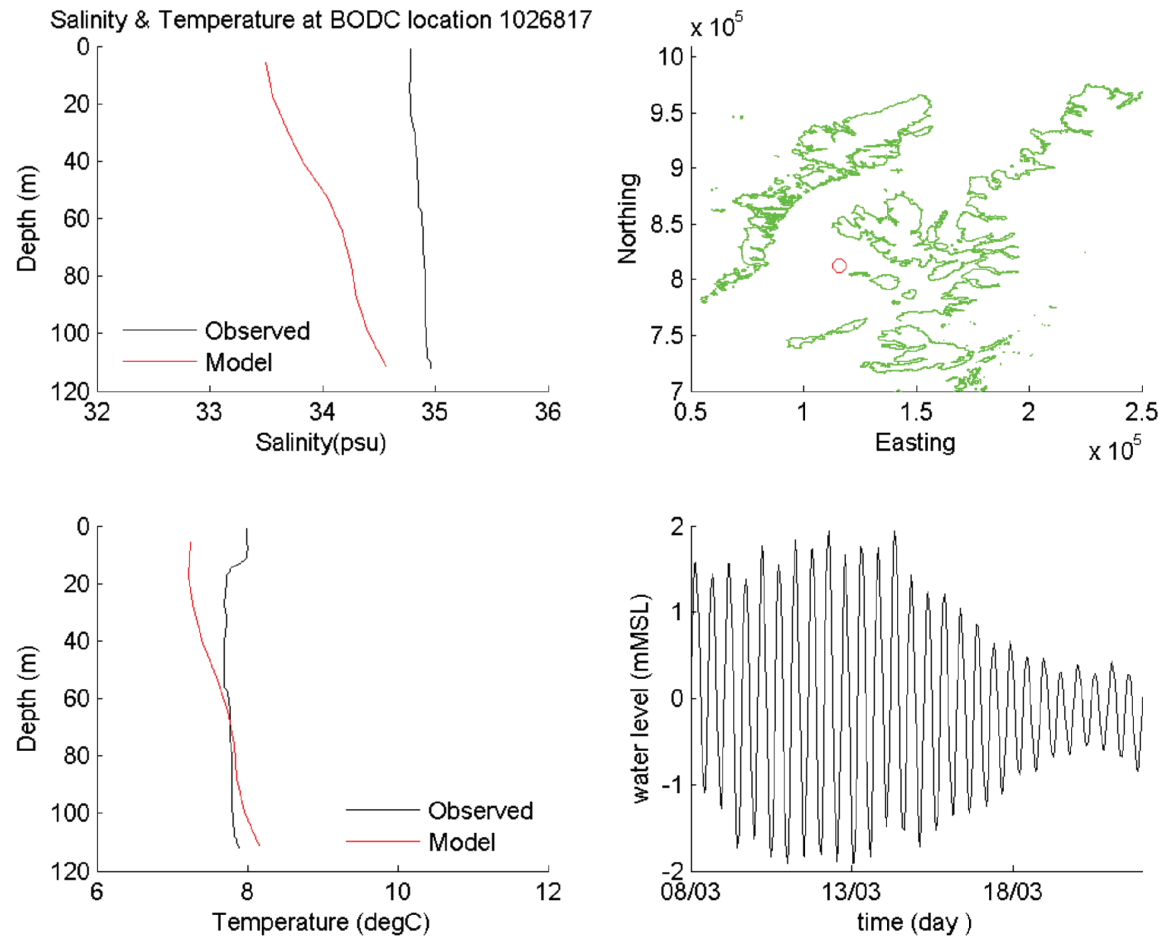 Salinity & Temperature at BODC location 1026817
0
20
40
60
80
100
120
Depth (m)
Observed
Model
32
33
34
35
36
Salinity(psu)
x 10^5
10
9.5
9
8.5
8
7.5
7
Northing
0.5
1
1.5
2
2.5
Easting
x 10^5
0
20
40
60
80
100
120
Depth (m)
Observed
Model
6
8
10
12
Temperature (degC)
2
1
0
-1
-2
water level (mMSL)
08/03
13/03
18/03
time (day )